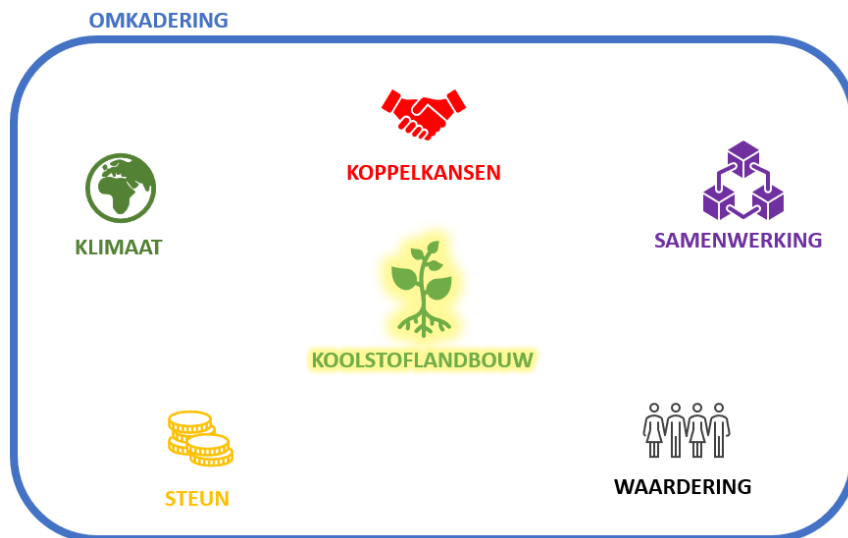 OMKADERING
KOPPELKANSEN
KLIMAAT
SAMENWERKING
KOOLSTOFLANDBOUW
STEUN
WAARDERING